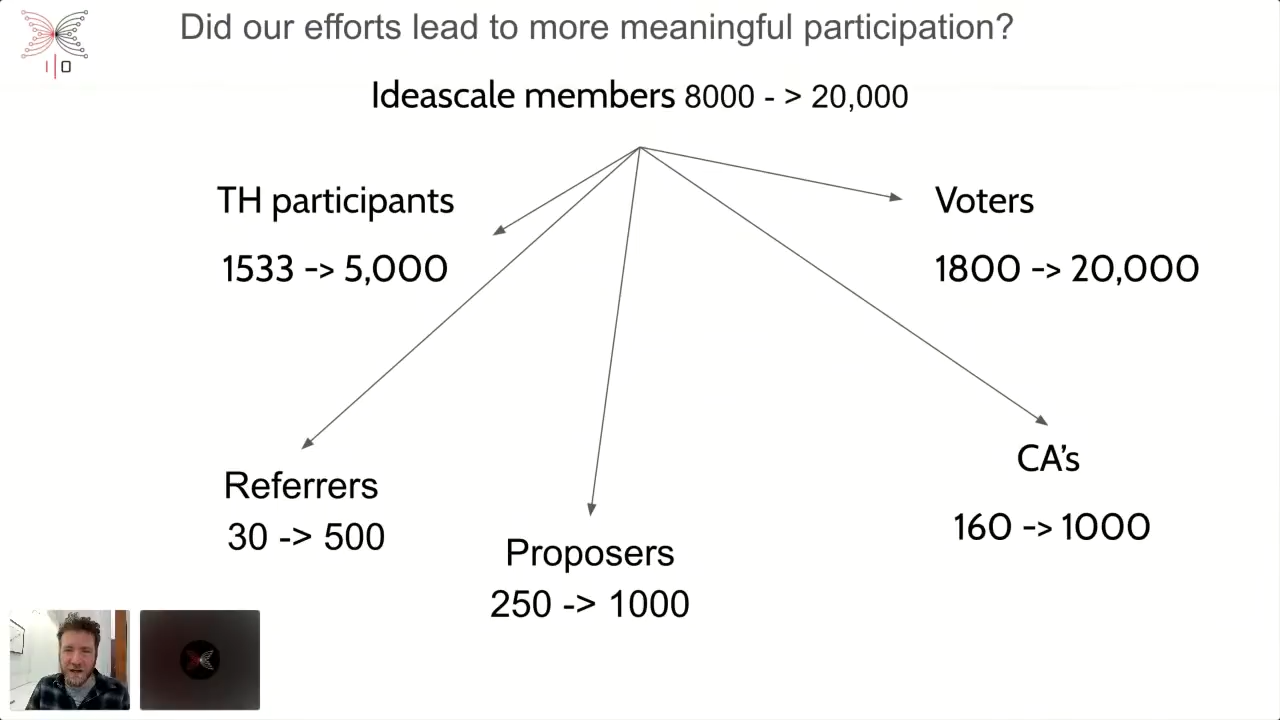 Did our efforts lead to more meaningful participation?
I|O
Ideascale members 8000 - > 20,000
TH participants
1533 -> 5,000
Voters
1800 -> 20,000
Referrers
30 -> 500
Proposers
250 -> 1000
CA's
160 -> 1000